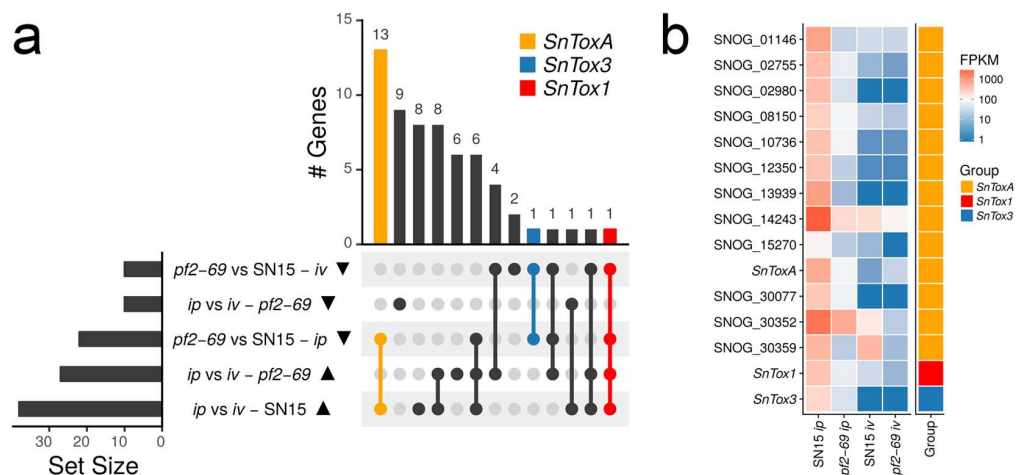 a
# Genes
15
10
5
0
13
9
8
8
6
6
4
2
1
1
1
1
1
SnToxA
SnTox3
SnTox1
pf2-69 vs SN15 - iv ▼
ip vs iv - pf2-69 ▼
pf2-69 vs SN15 - ip ▼
ip vs iv - pf2-69 ▲
ip vs iv - SN15 ▲
30 20 10 0
Set Size
b
SNOG_01146
SNOG_02755
SNOG_02980
SNOG_08150
SNOG_10736
SNOG_12350
SNOG_13939
SNOG_14243
SNOG_15270
SnToxA
SNOG_30077
SNOG_30352
SNOG_30359
SnTox1
SnTox3
SN15 ip
pf2-69 ip
SN15 iv
pf2-69 iv
Group
FPKM
1000
100
10
1
Group
SnToxA
SnTox1
SnTox3